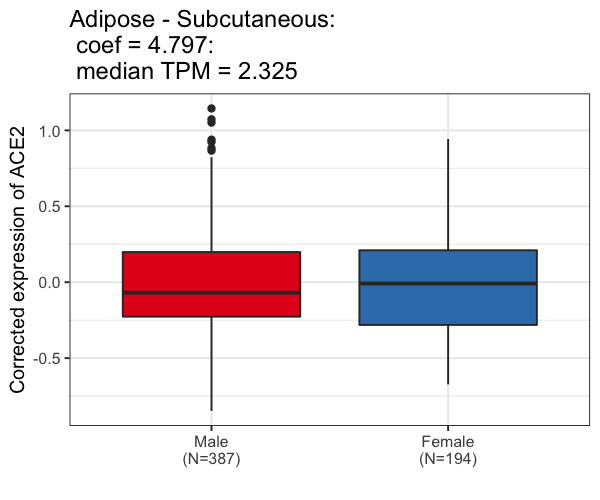 Adipose - Subcutaneous:
coef = 4.797:
median TPM = 2.325
Corrected expression of ACE2
1.0
0.5
0.0
-0.5
Male
(N=387)
Female
(N=194)